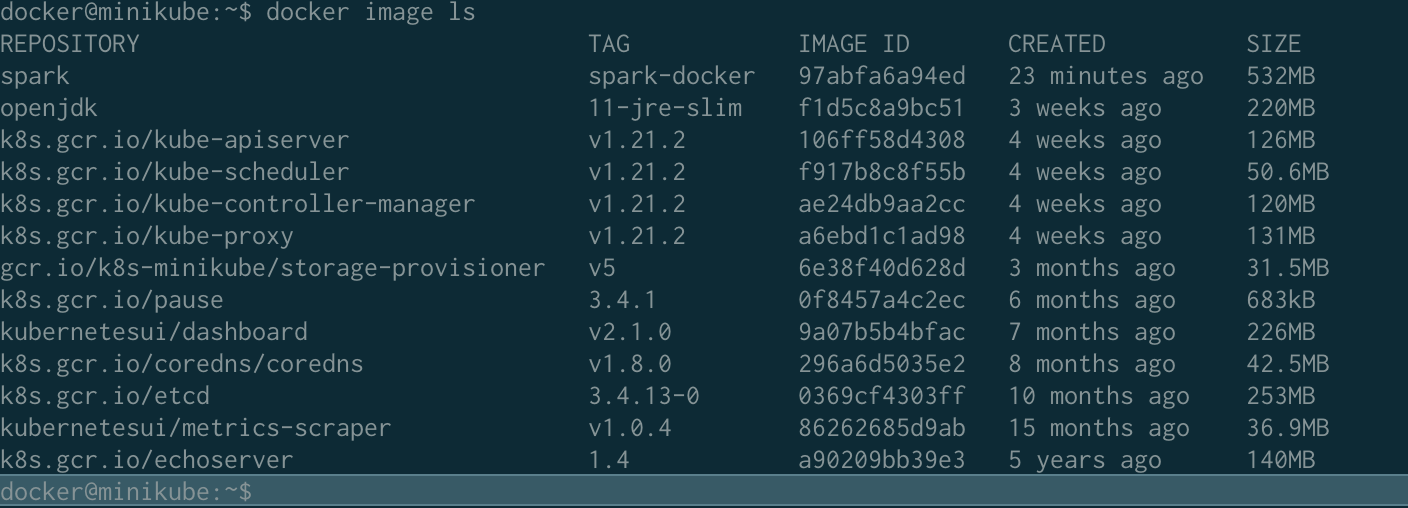 docker@minikube:~$ docker image ls
REPOSITORY TAG IMAGE ID CREATED SIZE
spark spark-docker 97abfa6a94ed 23 minutes ago 532MB
openjdk 11-jre-slim f1d5c8a9bc51 3 weeks ago 220MB
k8s.gcr.io/kube-apiserver v1.21.2 106ff58d4308 4 weeks ago 126MB
k8s.gcr.io/kube-scheduler v1.21.2 f917b8c8f55b 4 weeks ago 50.6MB
k8s.gcr.io/kube-controller-manager v1.21.2 ae24db9aa2cc 4 weeks ago 120MB
k8s.gcr.io/kube-proxy v1.21.2 a6ebd1c1ad98 4 weeks ago 131MB
gcr.io/k8s-minikube/storage-provisioner v5 6e38f40d628d 3 months ago 31.5MB
k8s.gcr.io/pause 3.4.1 0f8457a4c2ec 6 months ago 683kB
kubernetesui/dashboard v2.1.0 9a07b5b4bfac 7 months ago 226MB
k8s.gcr.io/coredns/coredns v1.8.0 296a6d5035e2 8 months ago 42.5MB
k8s.gcr.io/etcd 3.4.13-0 0369cf4303ff 10 months ago 253MB
kubernetesui/metrics-scraper v1.0.4 86262685d9ab 15 months ago 36.9MB
k8s.gcr.io/echoserver 1.4 a90209bb39e3 5 years ago 140MB
docker@minikube:~$